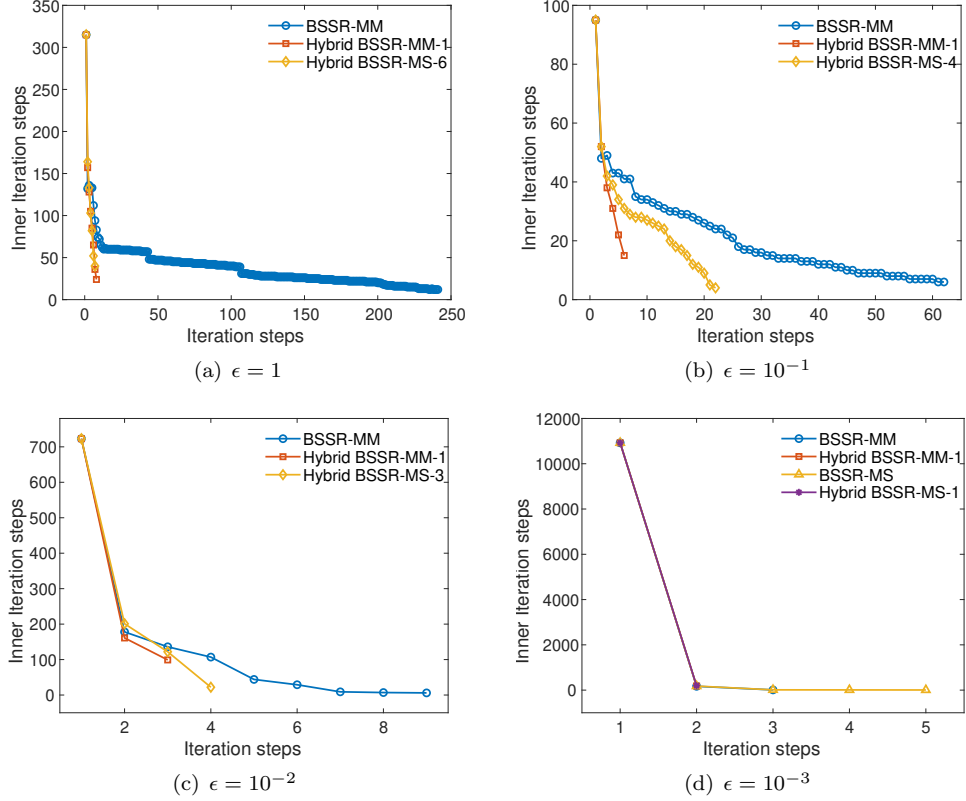 350
300
250
200
150
100
50
0
Inner Iteration steps
BSSR-MM
Hybrid BSSR-MM-1
Hybrid BSSR-MS-6
0 50 100 150 200 250
Iteration steps
(a) ϵ = 1
100
80
60
40
20
0
Inner Iteration steps
BSSR-MM
Hybrid BSSR-MM-1
Hybrid BSSR-MS-4
0 10 20 30 40 50 60
Iteration steps
(b) ϵ = 10⁻¹
700
600
500
400
300
200
100
0
Inner Iteration steps
BSSR-MM
Hybrid BSSR-MM-1
Hybrid BSSR-MS-3
2 4 6 8
Iteration steps
(c) ϵ = 10⁻²
12000
10000
8000
6000
4000
2000
0
Inner Iteration steps
BSSR-MM
Hybrid BSSR-MM-1
BSSR-MS
Hybrid BSSR-MS-1
1 2 3 4 5
Iteration steps
(d) ϵ = 10⁻³